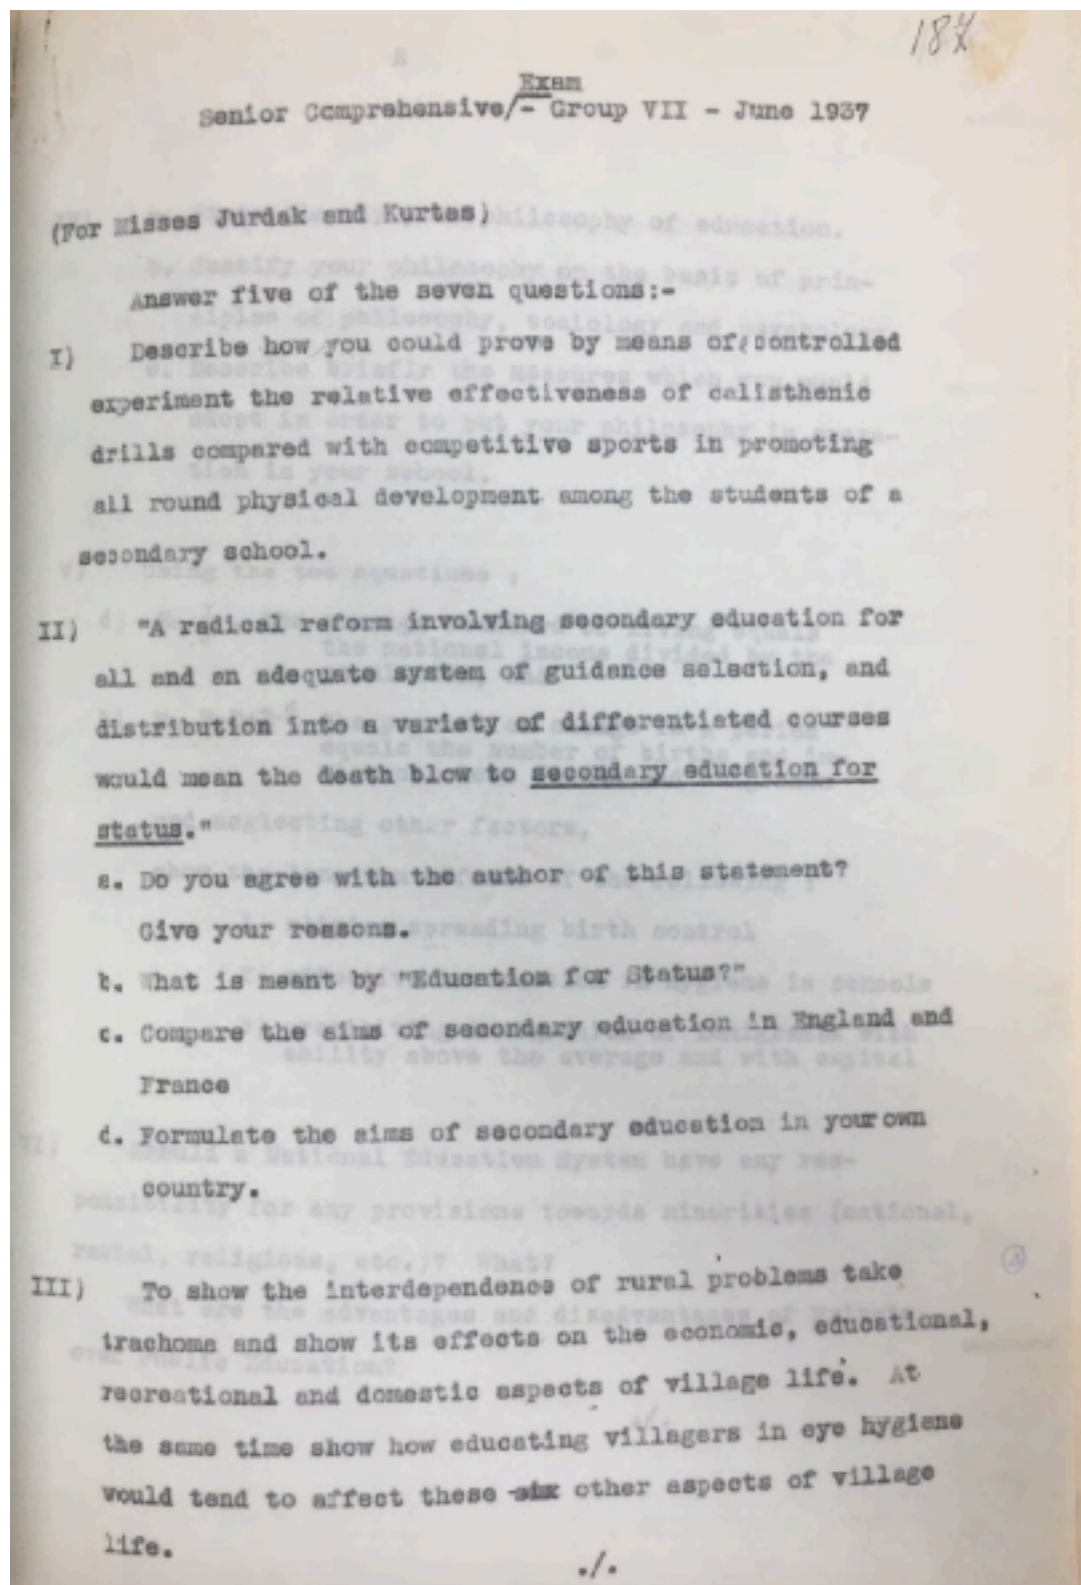 187
Exam
Senior Comprehensive/- Group VII - June 1937
(For Misses Jurdak and Kurtas)
Answer five of the seven questions:-
I) Describe how you could prove by means of controlled
experiment the relative effectiveness of calisthenic
drills compared with competitive sports in promoting
all round physical development among the students of a
secondary school.
II) "A radical reform involving secondary education for
all and an adequate system of guidance selection, and
distribution into a variety of differentiated courses
would mean the death blow to secondary education for
status."
a. Do you agree with the author of this statement?
Give your reasons.
b. What is meant by "Education for Status?"
c. Compare the aims of secondary education in England and
France
d. Formulate the aims of secondary education in your own
country.
III) To show the interdependence of rural problems take
trachoma and show its effects on the economic, educational,
recreational and domestic aspects of village life. At
the same time show how educating villagers in eye hygiene
would tend to affect these six other aspects of village
life.
./.